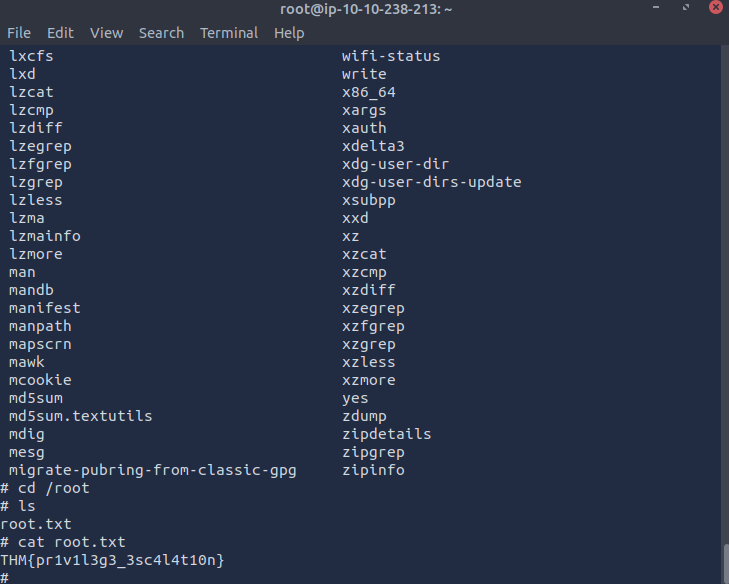 root@ip-10-10-238-213: ~
File Edit View Search Terminal Help
lxcfs wifi-status
lxd write
lzcat x86_64
lzcmp xargs
lzdiff xauth
lzegrep xdelta3
lzfgrep xdg-user-dir
lzgrep xdg-user-dirs-update
lzless xsubpp
lzma xxd
lzmainfo xz
lzmore xzcat
man xzcmp
mandb xzdiff
manifest xzegrep
manpath xzfgrep
mapscrn xzgrep
mawk xzless
mcookie xzmore
md5sum yes
md5sum.textutils zdump
mdig zipdetails
mesg zipgrep
migrate-pubring-from-classic-gpg zipinfo
# cd /root
# ls
root.txt
# cat root.txt
THM{pr1v1l3g3_3sc4l4t10n}
#